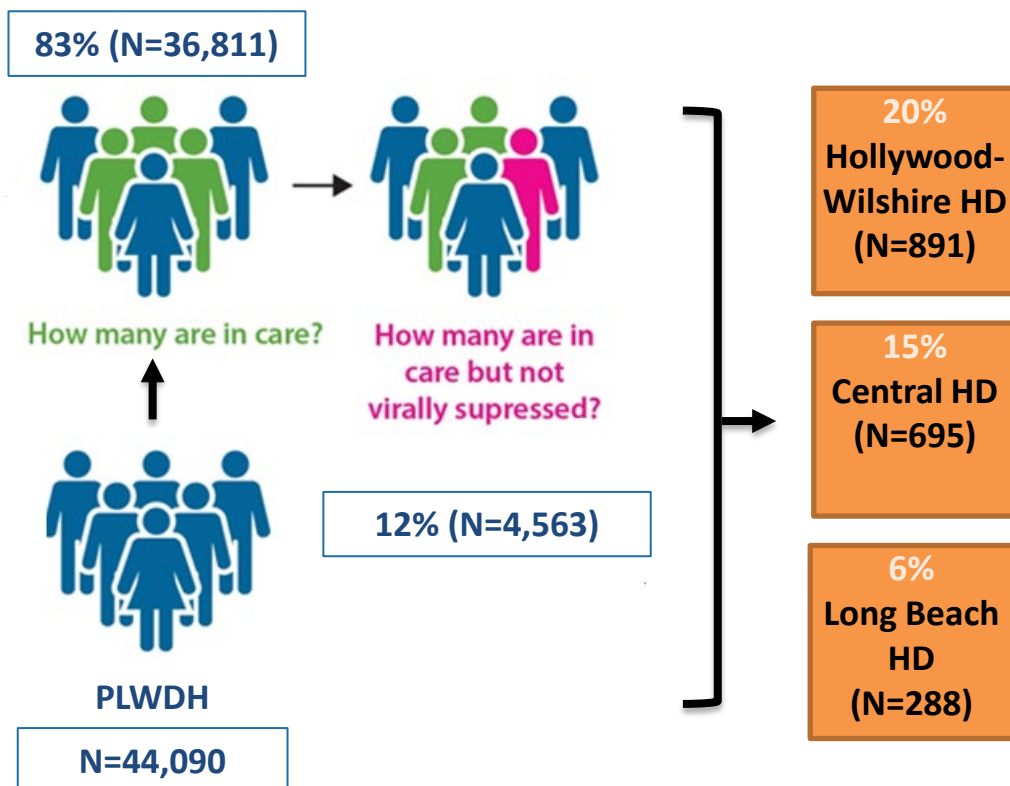 83% (N=36,811)
How many are in care?
How many are in
care but not
virally supressed?
PLWDH
N=44,090
12% (N=4,563)
20%
Hollywood-
Wilshire HD
(N=891)
15%
Central HD
(N=695)
6%
Long Beach
HD
(N=288)